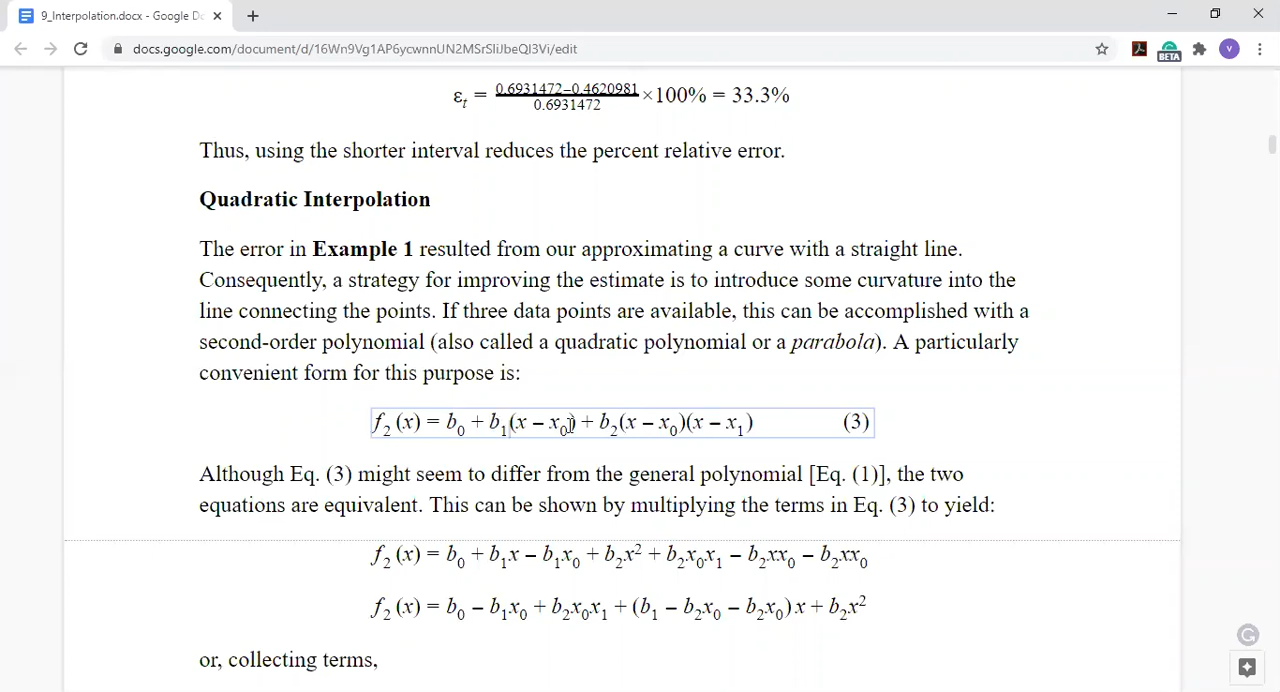 9_Interpolation.docx - Google Do
docs.google.com/document/d/16Wn9Vg1AP6ycwnnUN2MSrSliJbeQI3Vi/edit
BETA
V
εₜ = 0.6931472−0.4620981 / 0.6931472 ×100% = 33.3%
Thus, using the shorter interval reduces the percent relative error.
Quadratic Interpolation
The error in Example 1 resulted from our approximating a curve with a straight line.
Consequently, a strategy for improving the estimate is to introduce some curvature into the
line connecting the points. If three data points are available, this can be accomplished with a
second-order polynomial (also called a quadratic polynomial or a parabola). A particularly
convenient form for this purpose is:
f₂ (x) = b₀ + b₁(x − x₀) + b₂(x − x₀)(x − x₁) (3)
Although Eq. (3) might seem to differ from the general polynomial [Eq. (1)], the two
equations are equivalent. This can be shown by multiplying the terms in Eq. (3) to yield:
f₂ (x) = b₀ + b₁x − b₁x₀ + b₂x² + b₂x₀x₁ − b₂xx₀ − b₂xx₀
f₂ (x) = b₀ − b₁x₀ + b₂x₀x₁ + (b₁ − b₂x₀ − b₂x₀) x + b₂x²
or, collecting terms,